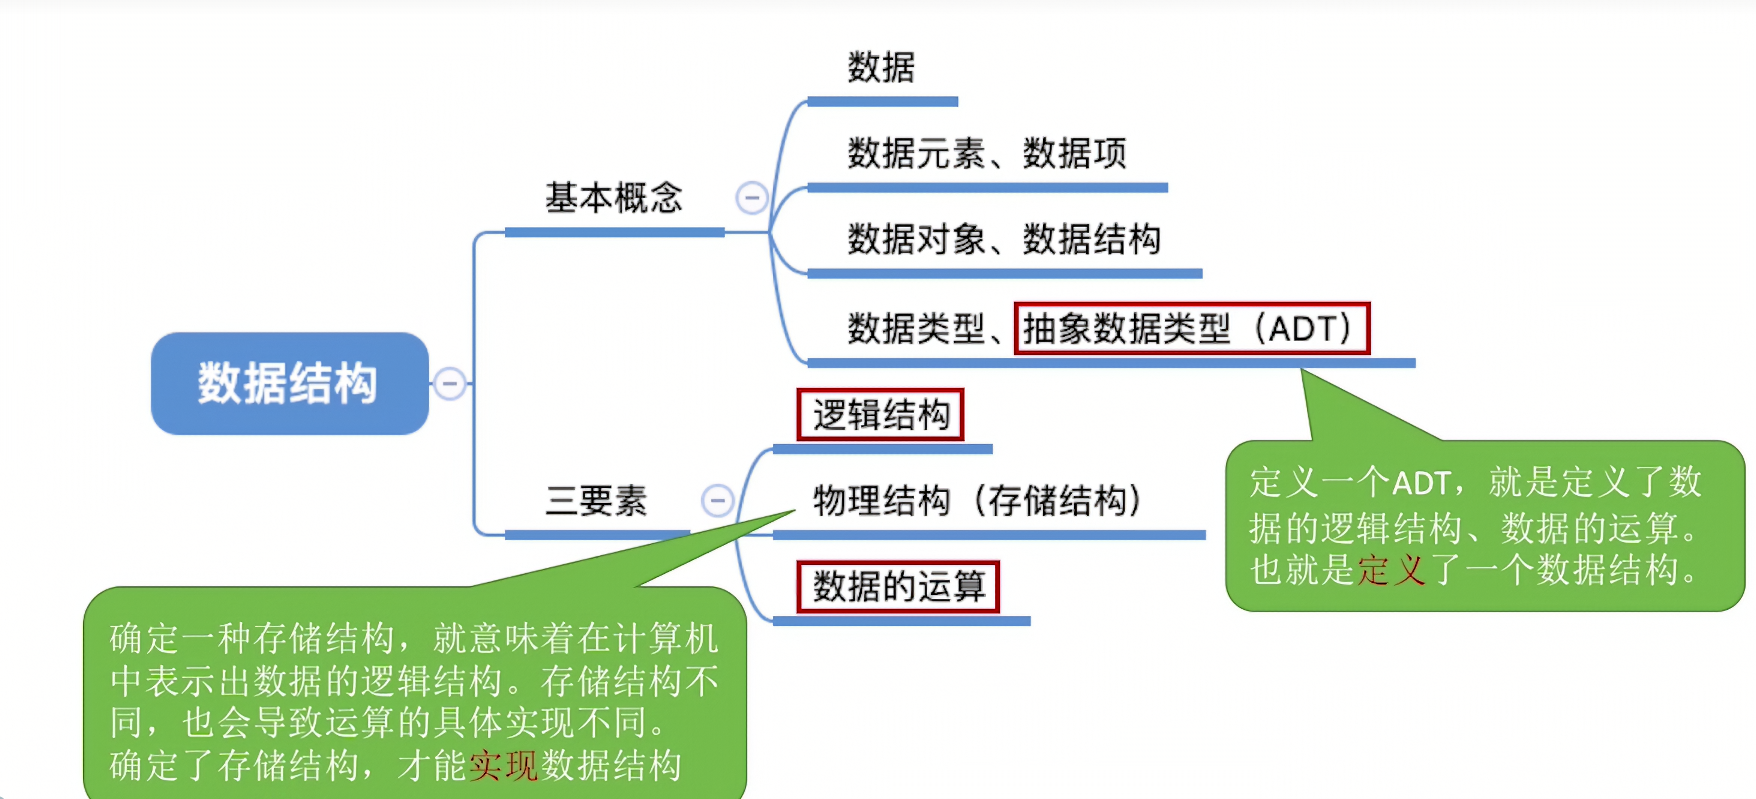 数据
数据元素、数据项
基本概念
数据对象、数据结构
数据类型、抽象数据类型（ADT）
数据结构
逻辑结构
三要素
物理结构（存储结构）
数据的运算
定义一个ADT，就是定义了数
据的逻辑结构、数据的运算。
也就是定义了一个数据结构。
确定一种存储结构，就意味着在计算机
中表示出数据的逻辑结构。存储结构不
同，也会导致运算的具体实现不同。
确定了存储结构，才能实现数据结构